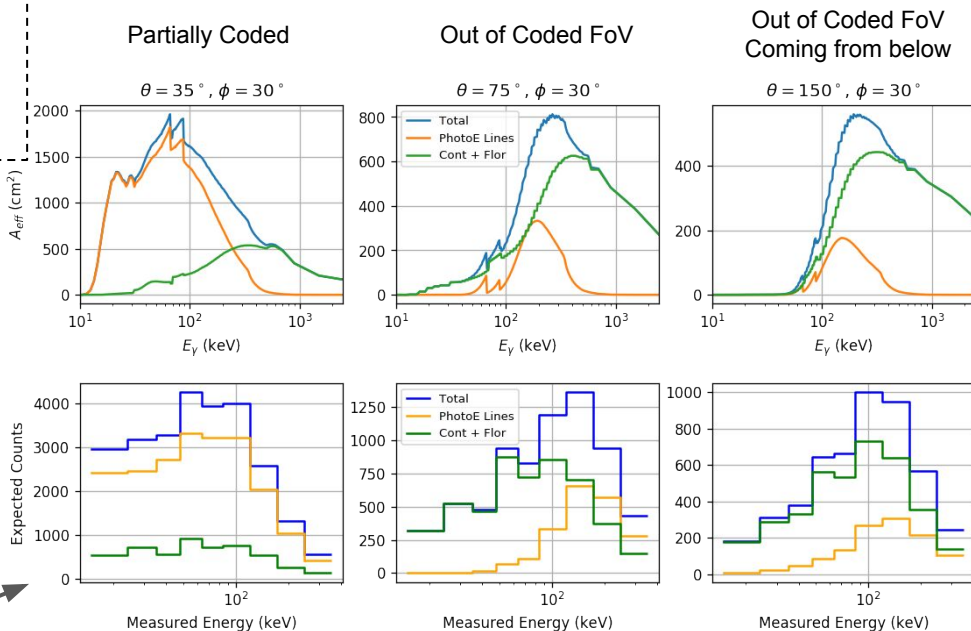 Partially Coded
Out of Coded FoV
Out of Coded FoV
Coming from below
θ = 35°, ϕ = 30°
θ = 75°, ϕ = 30°
θ = 150°, ϕ = 30°
2000
1500
1000
500
0
A_eff (cm²)
10¹
10²
10³
E_γ (keV)
Total
PhotoE Lines
Cont + Flor
800
600
400
200
0
10¹
10²
10³
E_γ (keV)
400
200
0
10¹
10²
10³
E_γ (keV)
4000
3000
2000
1000
0
Expected Counts
10²
Measured Energy (keV)
Total
PhotoE Lines
Cont + Flor
1250
1000
750
500
250
0
10²
Measured Energy (keV)
1000
800
600
400
200
0
10²
Measured Energy (keV)